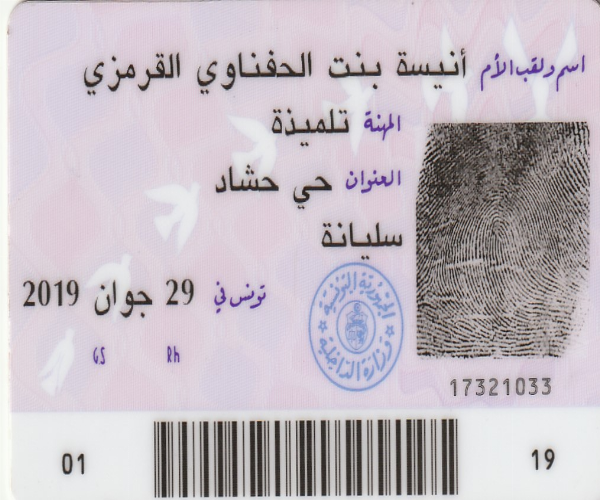 اسم ولقب الأم أنيسة بنت الحفناوي القرمزي
المهنة تلميذة
العنوان حي حشاد
سليانة
تونس في 29 جوان 2019
GS Rh
الجمهورية التونسية
وزارة الداخلية
17321033
01 19